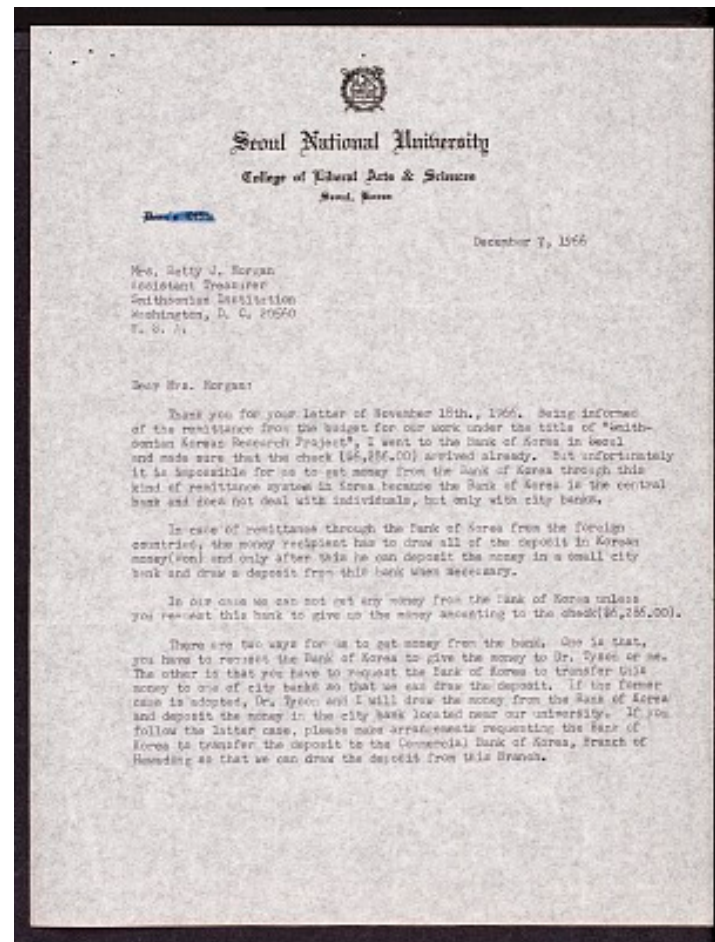 Seoul National University
College of Liberal Arts & Sciences
Seoul, Korea
Dean's Office
December 7, 1966
Mrs. Betty J. Morgan
Assistant Treasurer
Smithsonian Institution
Washington, D. C. 20560
U. S. A.
Dear Mrs. Morgan:
Thank you for your letter of November 18th., 1966. Being informed
of the remittance from the budget for our work under the title of "Smith-
sonian Korean Research Project", I went to the Bank of Korea in Seoul
and made sure that the check ($6,286.00) arrived already. But unfortunately
it is impossible for us to get money from the Bank of Korea through this
kind of remittance system in Korea because the Bank of Korea is the central
bank and does not deal with individuals, but only with city banks.
In case of remittance through the Bank of Korea from the foreign
countries, the money recipient has to draw all of the deposit in Korean
money(won) and only after this he can deposit the money in a small city
bank and draw a deposit from this bank when necessary.
In our case we can not get any money from the Bank of Korea unless
you request this bank to give us the money amounting to the check($6,286.00).
There are two ways for us to get money from the bank. One is that,
you have to request the Bank of Korea to give the money to Dr. Tyson or me.
The other is that you have to request the Bank of Korea to transfer this
money to one of city banks so that we can draw the deposit. If the former
case is adopted, Dr. Tyson and I will draw the money from the Bank of Korea
and deposit the money in the city bank located near our university. If you
follow the latter case, please make arrangements requesting the Bank of
Korea to transfer the deposit to the Commercial Bank of Korea, Branch of
so that we can draw the deposit from this Branch.